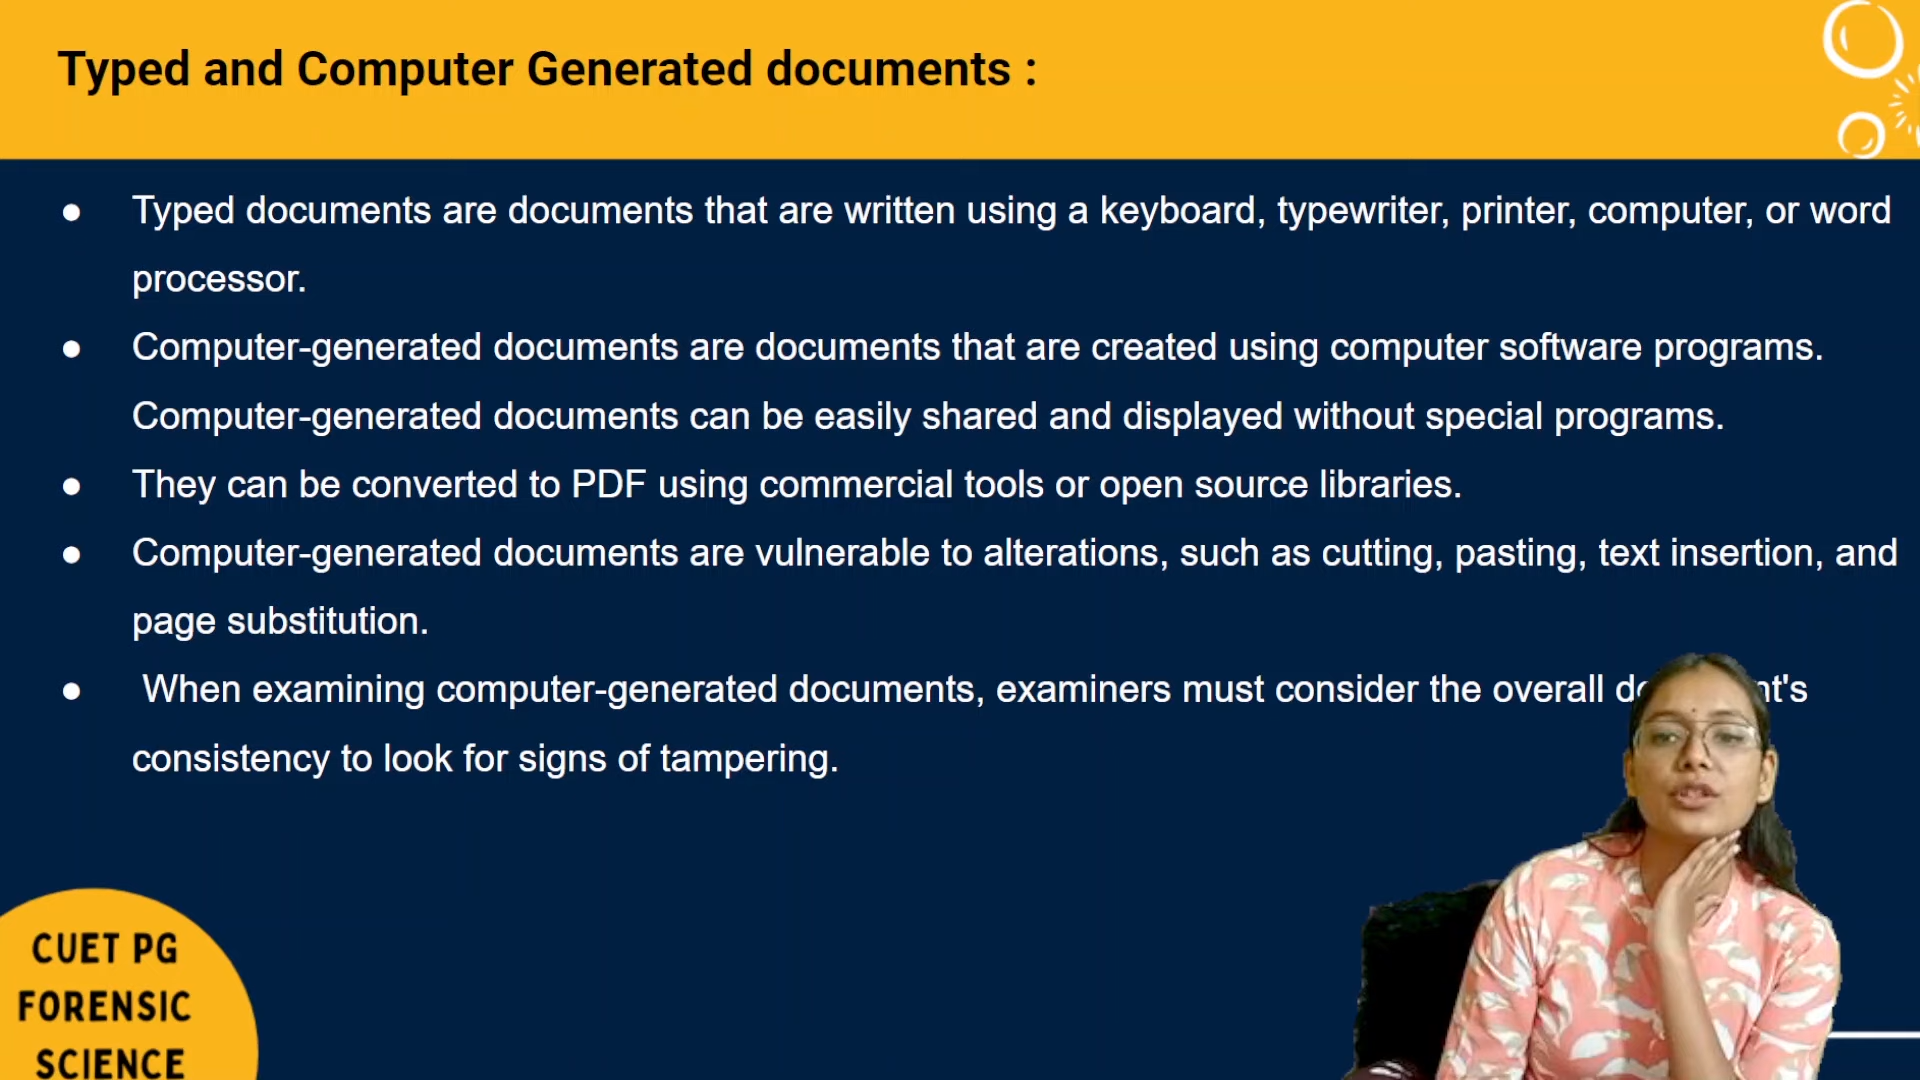 Typed and Computer Generated documents :
● Typed documents are documents that are written using a keyboard, typewriter, printer, computer, or word
processor.
● Computer-generated documents are documents that are created using computer software programs.
Computer-generated documents can be easily shared and displayed without special programs.
● They can be converted to PDF using commercial tools or open source libraries.
● Computer-generated documents are vulnerable to alterations, such as cutting, pasting, text insertion, and
page substitution.
● When examining computer-generated documents, examiners must consider the overall
consistency to look for signs of tampering.
CUET PG
FORENSIC
SCIENCE